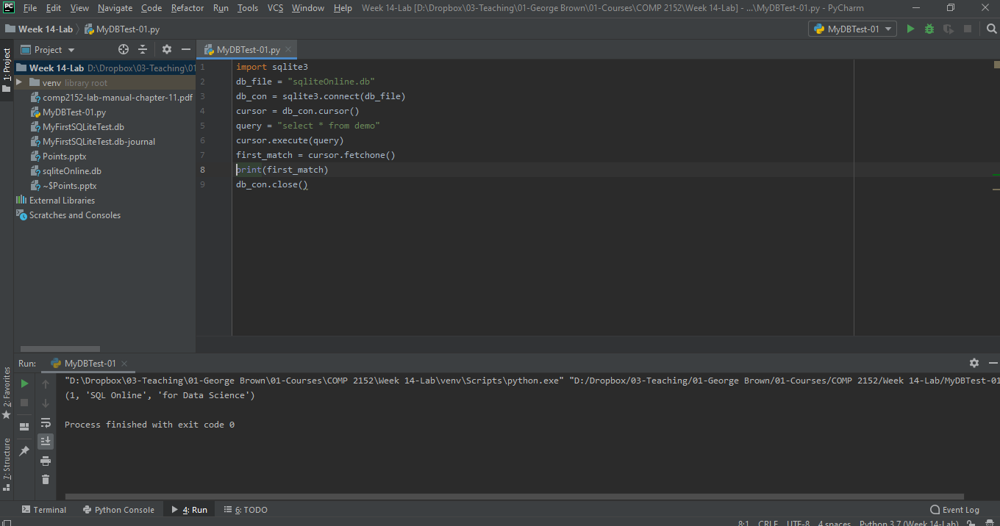 PC File Edit View Navigate Code Refactor Run Tools VCS Window Help Week 14-Lab [D:\Dropbox\03-Teaching\01-George Brown\01-Courses\COMP 2152\Week 14-Lab] - ...\MyDBTest-01.py - PyCharm
Week 14-Lab MyDBTest-01.py MyDBTest-01
1: Project
Project
MyDBTest-01.py
Week 14-Lab D:\Dropbox\03-Teaching\01
venv library root
comp2152-lab-manual-chapter-11.pdf
MyDBTest-01.py
MyFirstSQLiteTest.db
MyFirstSQLiteTest.db-journal
Points.pptx
sqliteOnline.db
~$Points.pptx
External Libraries
Scratches and Consoles
1 import sqlite3
2 db_file = "sqliteOnline.db"
3 db_con = sqlite3.connect(db_file)
4 cursor = db_con.cursor()
5 query = "select * from demo"
6 cursor.execute(query)
7 first_match = cursor.fetchone()
8 print(first_match)
9 db_con.close()
2: Favorites
7: Structure
Run: MyDBTest-01
"D:\Dropbox\03-Teaching\01-George Brown\01-Courses\COMP 2152\Week 14-Lab\venv\Scripts\python.exe" "D:/Dropbox/03-Teaching/01-George Brown/01-Courses/COMP 2152/Week 14-Lab/MyDBTest-01
(1, 'SQL Online', 'for Data Science')
Process finished with exit code 0
Terminal Python Console 4: Run 6: TODO Event Log
8:1 CRLF UTF-8 4 spaces Python 3.7 (Week 14-Lab)